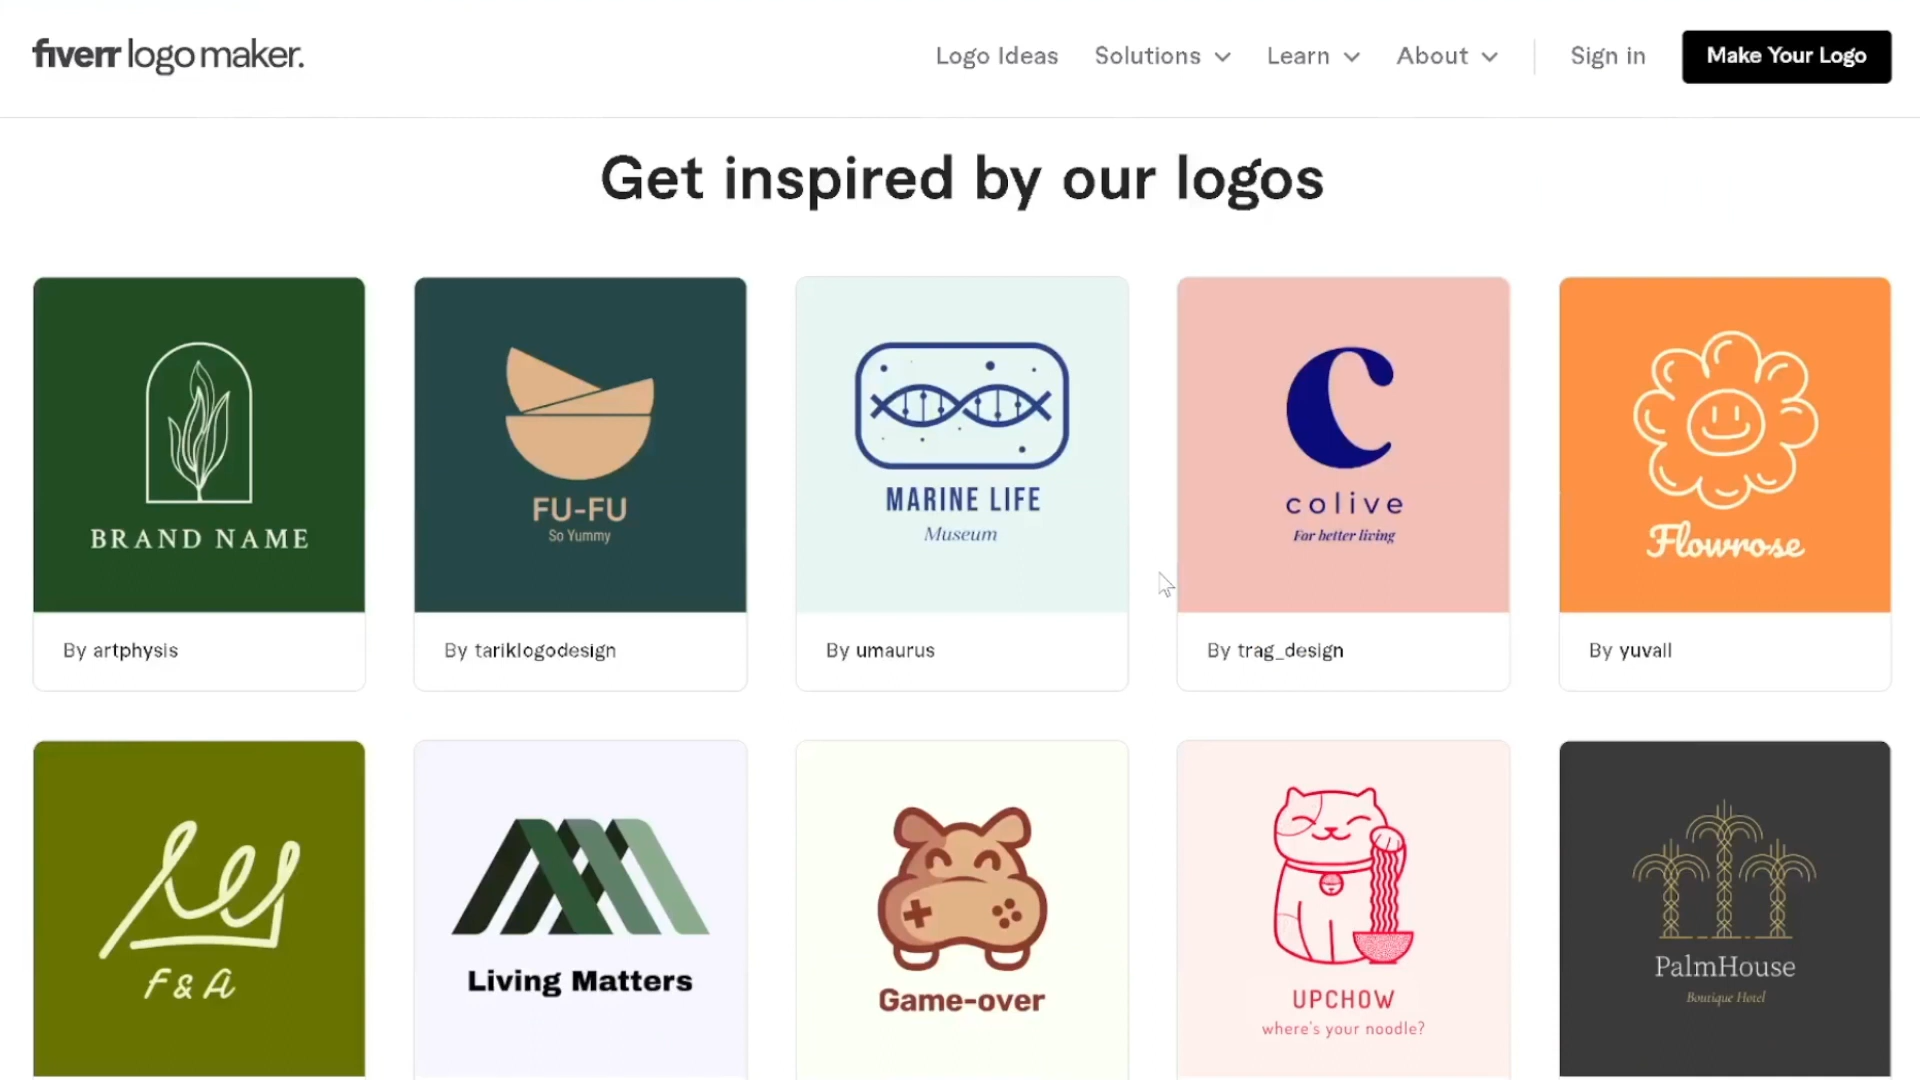 fiverr logo maker.
Logo Ideas Solutions Learn About Sign in Make Your Logo
Get inspired by our logos
BRAND NAME
By artphysis
FU-FU
So Yummy
By tariklogodesign
MARINE LIFE
Museum
By umaurus
C
colive
For better living
By trag_design
Flowrose
By yuvall
F & A
Living Matters
Game-over
UPCHOW
where's your noodle?
PalmHouse
Boutique Hotel